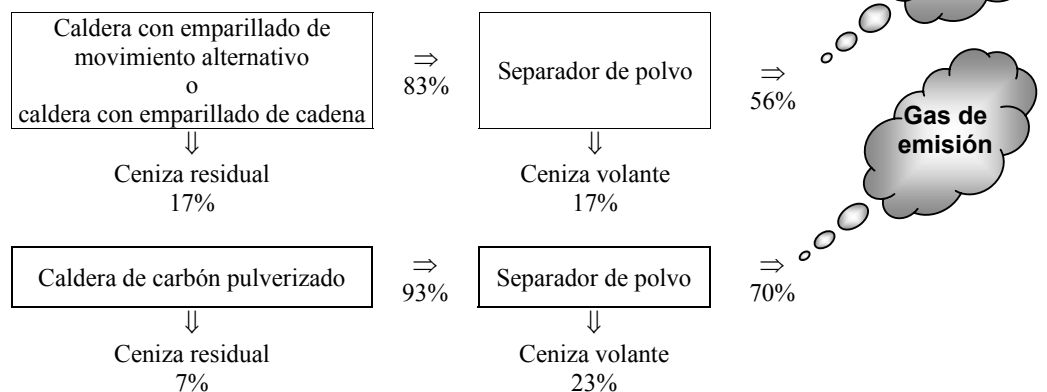 Caldera con emparillado de
movimiento alternativo
o
caldera con emparillado de cadena
⇒
83%
Separador de polvo
⇒
56%
⇓
Ceniza residual
17%
⇓
Ceniza volante
17%
Gas de
emisión
Caldera de carbón pulverizado
⇒
93%
Separador de polvo
⇒
70%
⇓
Ceniza residual
7%
⇓
Ceniza volante
23%